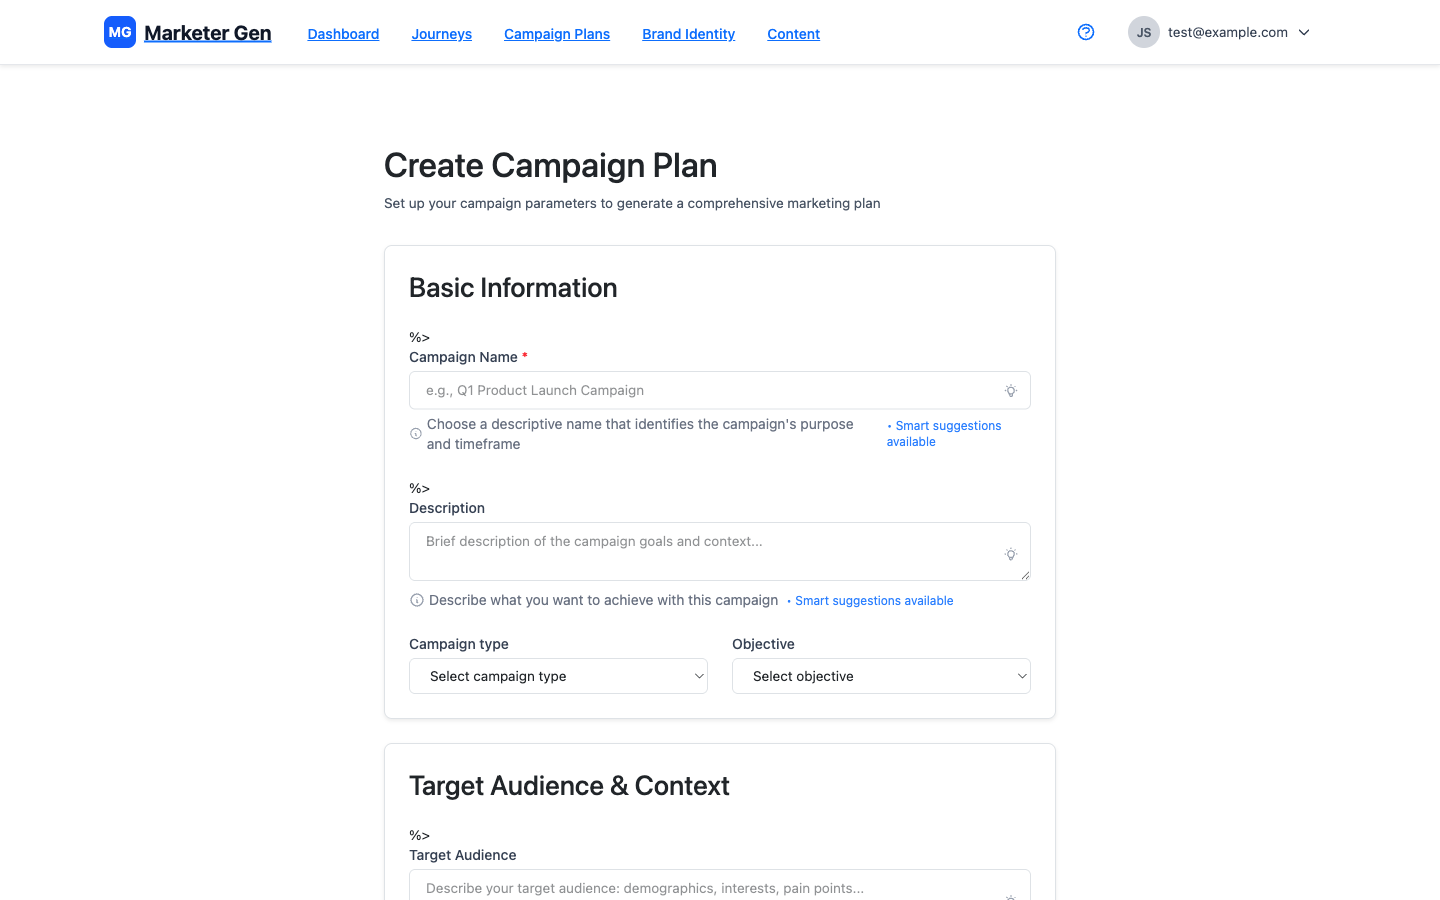 MG Marketer Gen Dashboard Journeys Campaign Plans Brand Identity Content JS test@example.com
Create Campaign Plan
Set up your campaign parameters to generate a comprehensive marketing plan
Basic Information
%>
Campaign Name *
e.g., Q1 Product Launch Campaign
Choose a descriptive name that identifies the campaign's purpose
and timeframe
• Smart suggestions
available
%>
Description
Brief description of the campaign goals and context...
Describe what you want to achieve with this campaign • Smart suggestions available
Campaign type Objective
Select campaign type Select objective
Target Audience & Context
%>
Target Audience
Describe your target audience: demographics, interests, pain points...